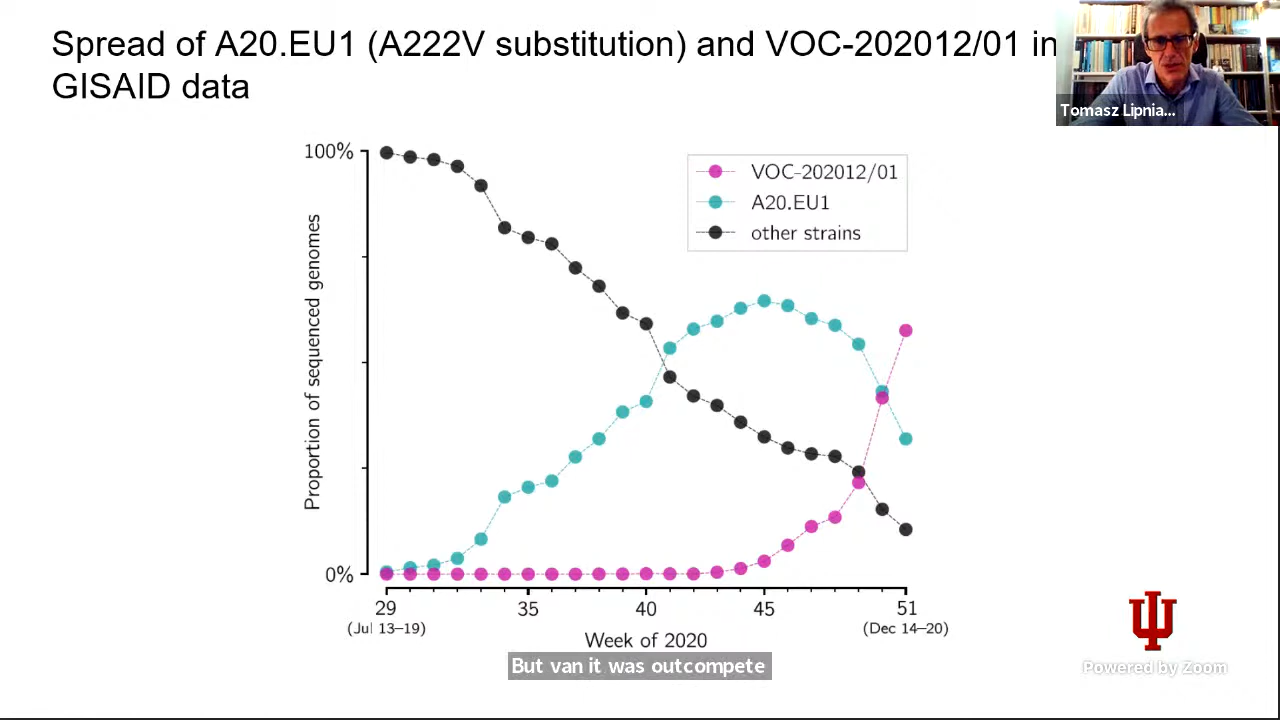 Spread of A20.EU1 (A222V substitution) and VOC-202012/01 in
GISAID data
Tomasz Lipnia...
100%
0%
Proportion of sequenced genomes
VOC-202012/01
A20.EU1
other strains
29
35
40
45
51
(Jul 13–19)
(Dec 14–20)
Week of 2020
But van it was outcompete
Powered by Zoom